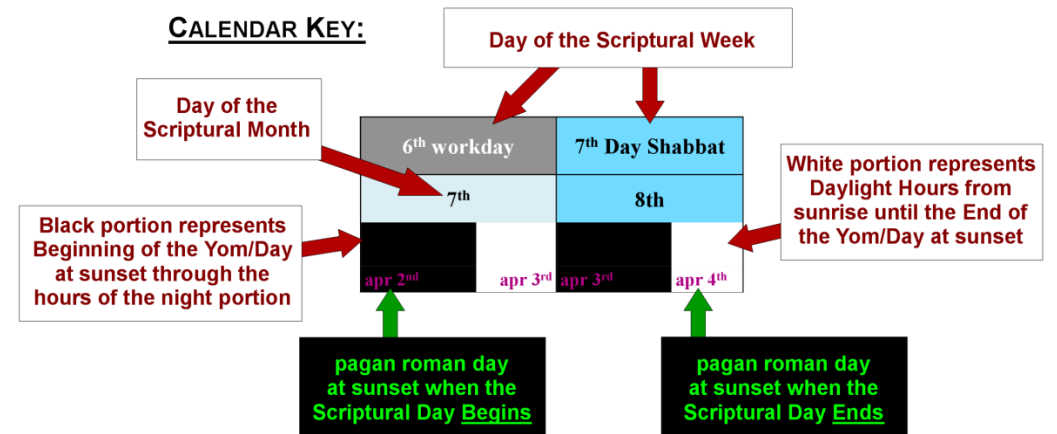 CALENDAR KEY:
Day of the Scriptural Week
Day of the
Scriptural Month
6th workday
7th Day Shabbat
7th
8th
White portion represents
Daylight Hours from
sunrise until the End of
the Yom/Day at sunset
Black portion represents
Beginning of the Yom/Day
at sunset through the
hours of the night portion
apr 2nd
apr 3rd
apr 3rd
apr 4th
pagan roman day
at sunset when the
Scriptural Day Begins
pagan roman day
at sunset when the
Scriptural Day Ends